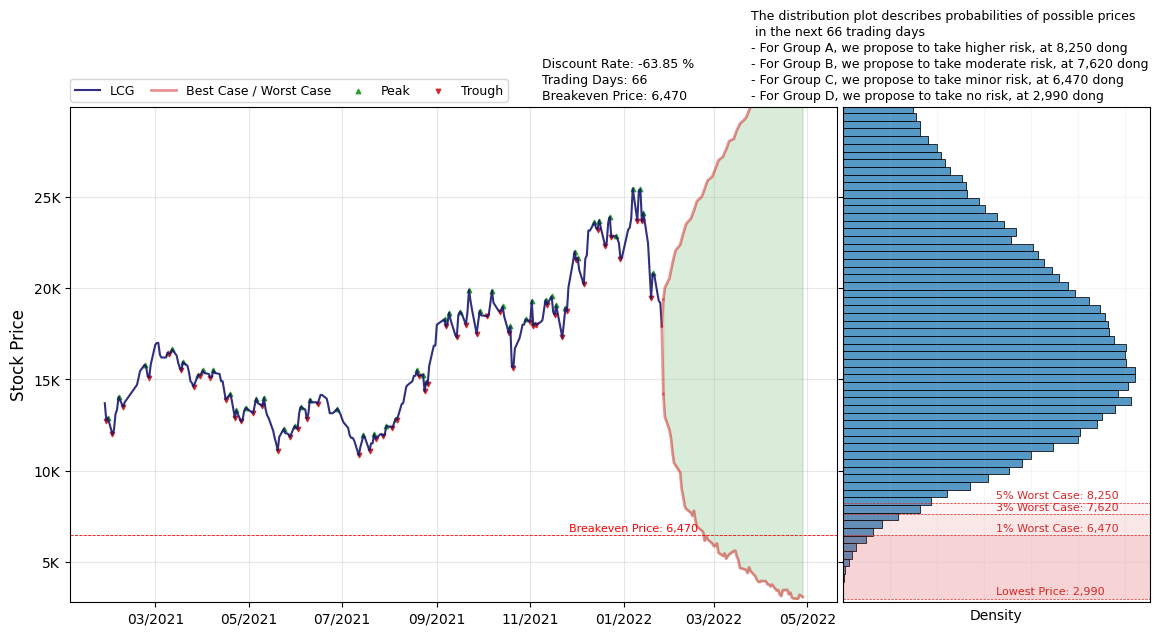 The distribution plot describes probabilities of possible prices
in the next 66 trading days
- For Group A, we propose to take higher risk, at 8,250 dong
- For Group B, we propose to take moderate risk, at 7,620 dong
- For Group C, we propose to take minor risk, at 6,470 dong
- For Group D, we propose to take no risk, at 2,990 dong
Discount Rate: -63.85 %
Trading Days: 66
Breakeven Price: 6,470
LCG
Best Case / Worst Case
Peak
Trough
Stock Price
25K
20K
15K
10K
5K
Breakeven Price: 6,470
5% Worst Case: 8,250
3% Worst Case: 7,620
1% Worst Case: 6,470
Lowest Price: 2,990
03/2021
05/2021
07/2021
09/2021
11/2021
01/2022
03/2022
05/2022
Density